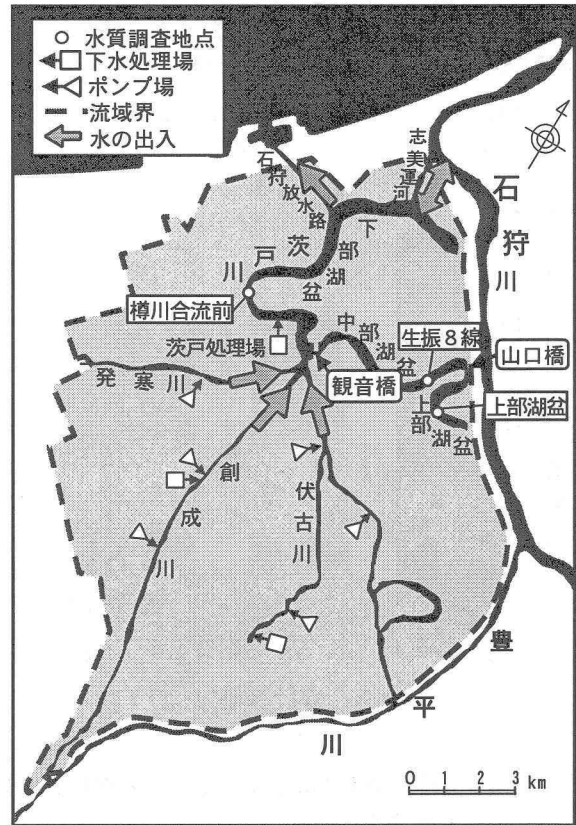 水質調査地点
下水処理場
ポンプ場
流域界
水の出入
石狩放水路
志美運河
石狩川
茨戸川
下部湖盆
樽川合流前
茨戸処理場
中部湖盆
生振8線
山口橋
観音橋
上部湖盆
上部湖盆
発寒川
創成川
伏古川
豊平川
0 1 2 3 km